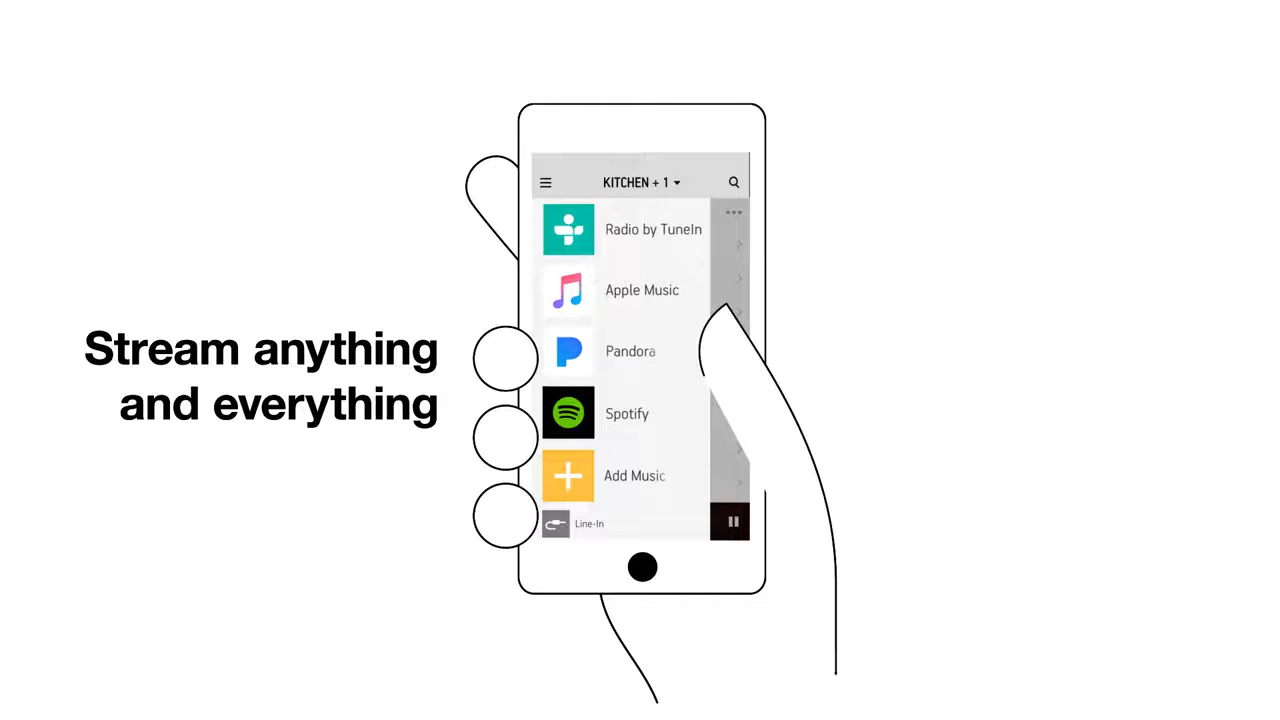 Stream anything
and everything
KITCHEN + 1
Radio by TuneIn
Apple Music
Pandora
Spotify
Add Music
Line-In